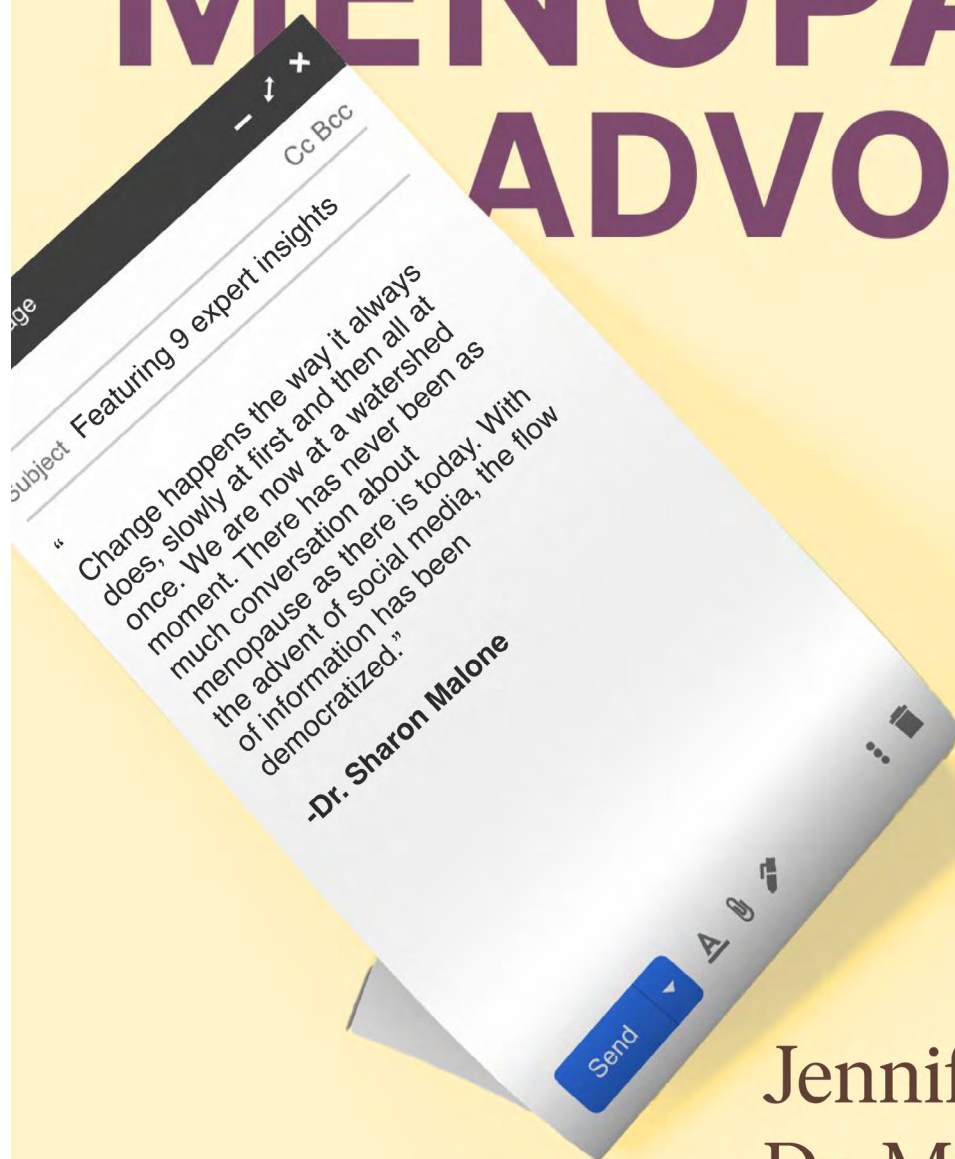 MENOPA
ADVO
age
Cc Bcc
Subject Featuring 9 expert insights
“
Change happens the way it always
does, slowly at first and then all at
once. We are now at a watershed
moment. There has never been as
much conversation about
menopause as there is today. With
the advent of social media, the flow
of information has been
democratized.”
-Dr. Sharon Malone
A
Send
Jennif